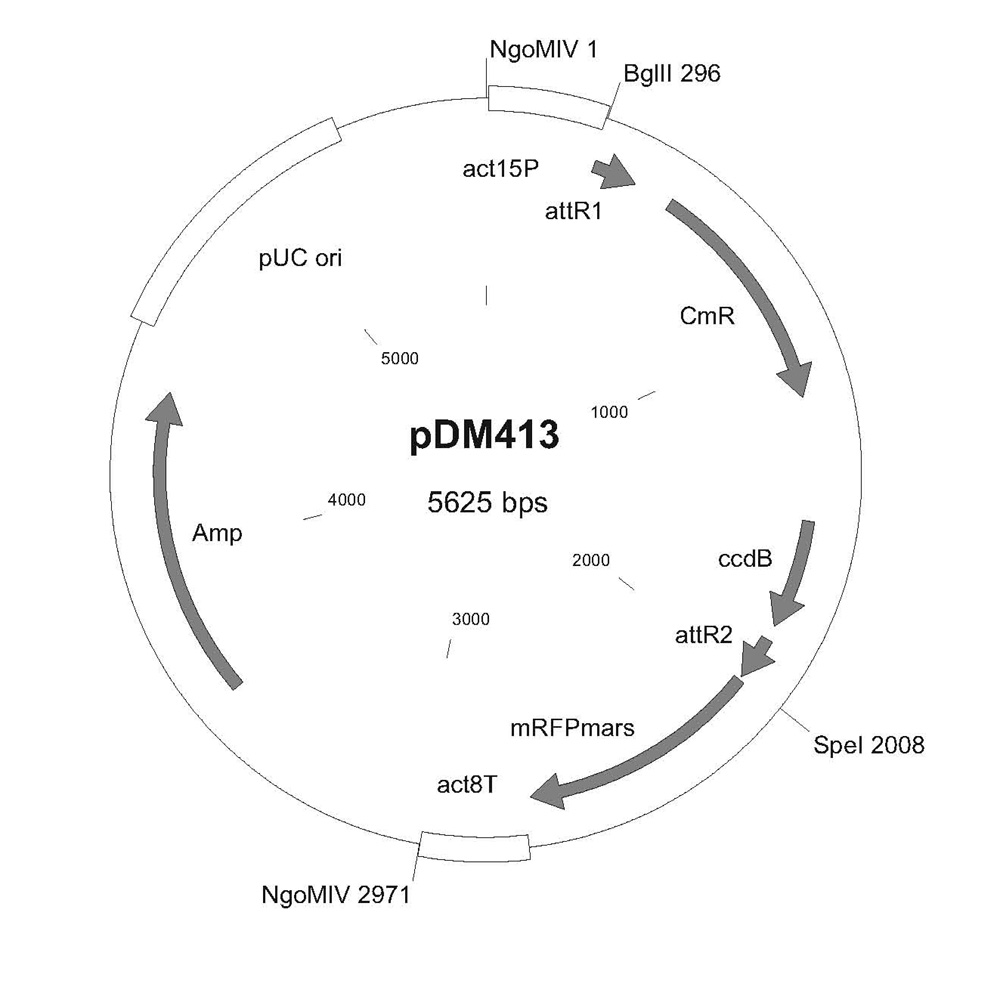 NgoMIV 1
BglII 296
act15P
attR1
pUC ori
CmR
5000
1000
pDM413
4000
5625 bps
Amp
ccdB
2000
3000
attR2
mRFPmars
SpeI 2008
act8T
NgoMIV 2971